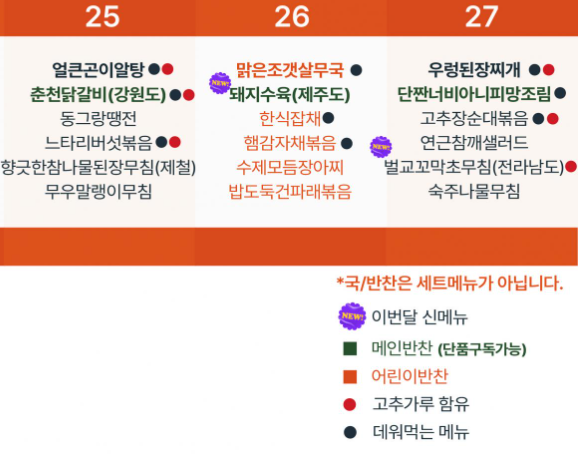 25
얼큰곤이알탕
춘천닭갈비(강원도)
동그랑땡전
느타리버섯볶음
향긋한참나물된장무침(제철)
무우말랭이무침
26
맑은조갯살무국
NEW!
돼지수육(제주도)
한식잡채
햄감자채볶음
수제모듬장아찌
밥도둑건파래볶음
27
우렁된장찌개
단짠너비아니피망조림
고추장순대볶음
NEW!
연근참깨샐러드
벌교꼬막초무침(전라남도)
숙주나물무침
*국/반찬은 세트메뉴가 아닙니다.
NEW! 이번달 신메뉴
메인반찬 (단품구독가능)
어린이반찬
고추가루 함유
데워먹는 메뉴